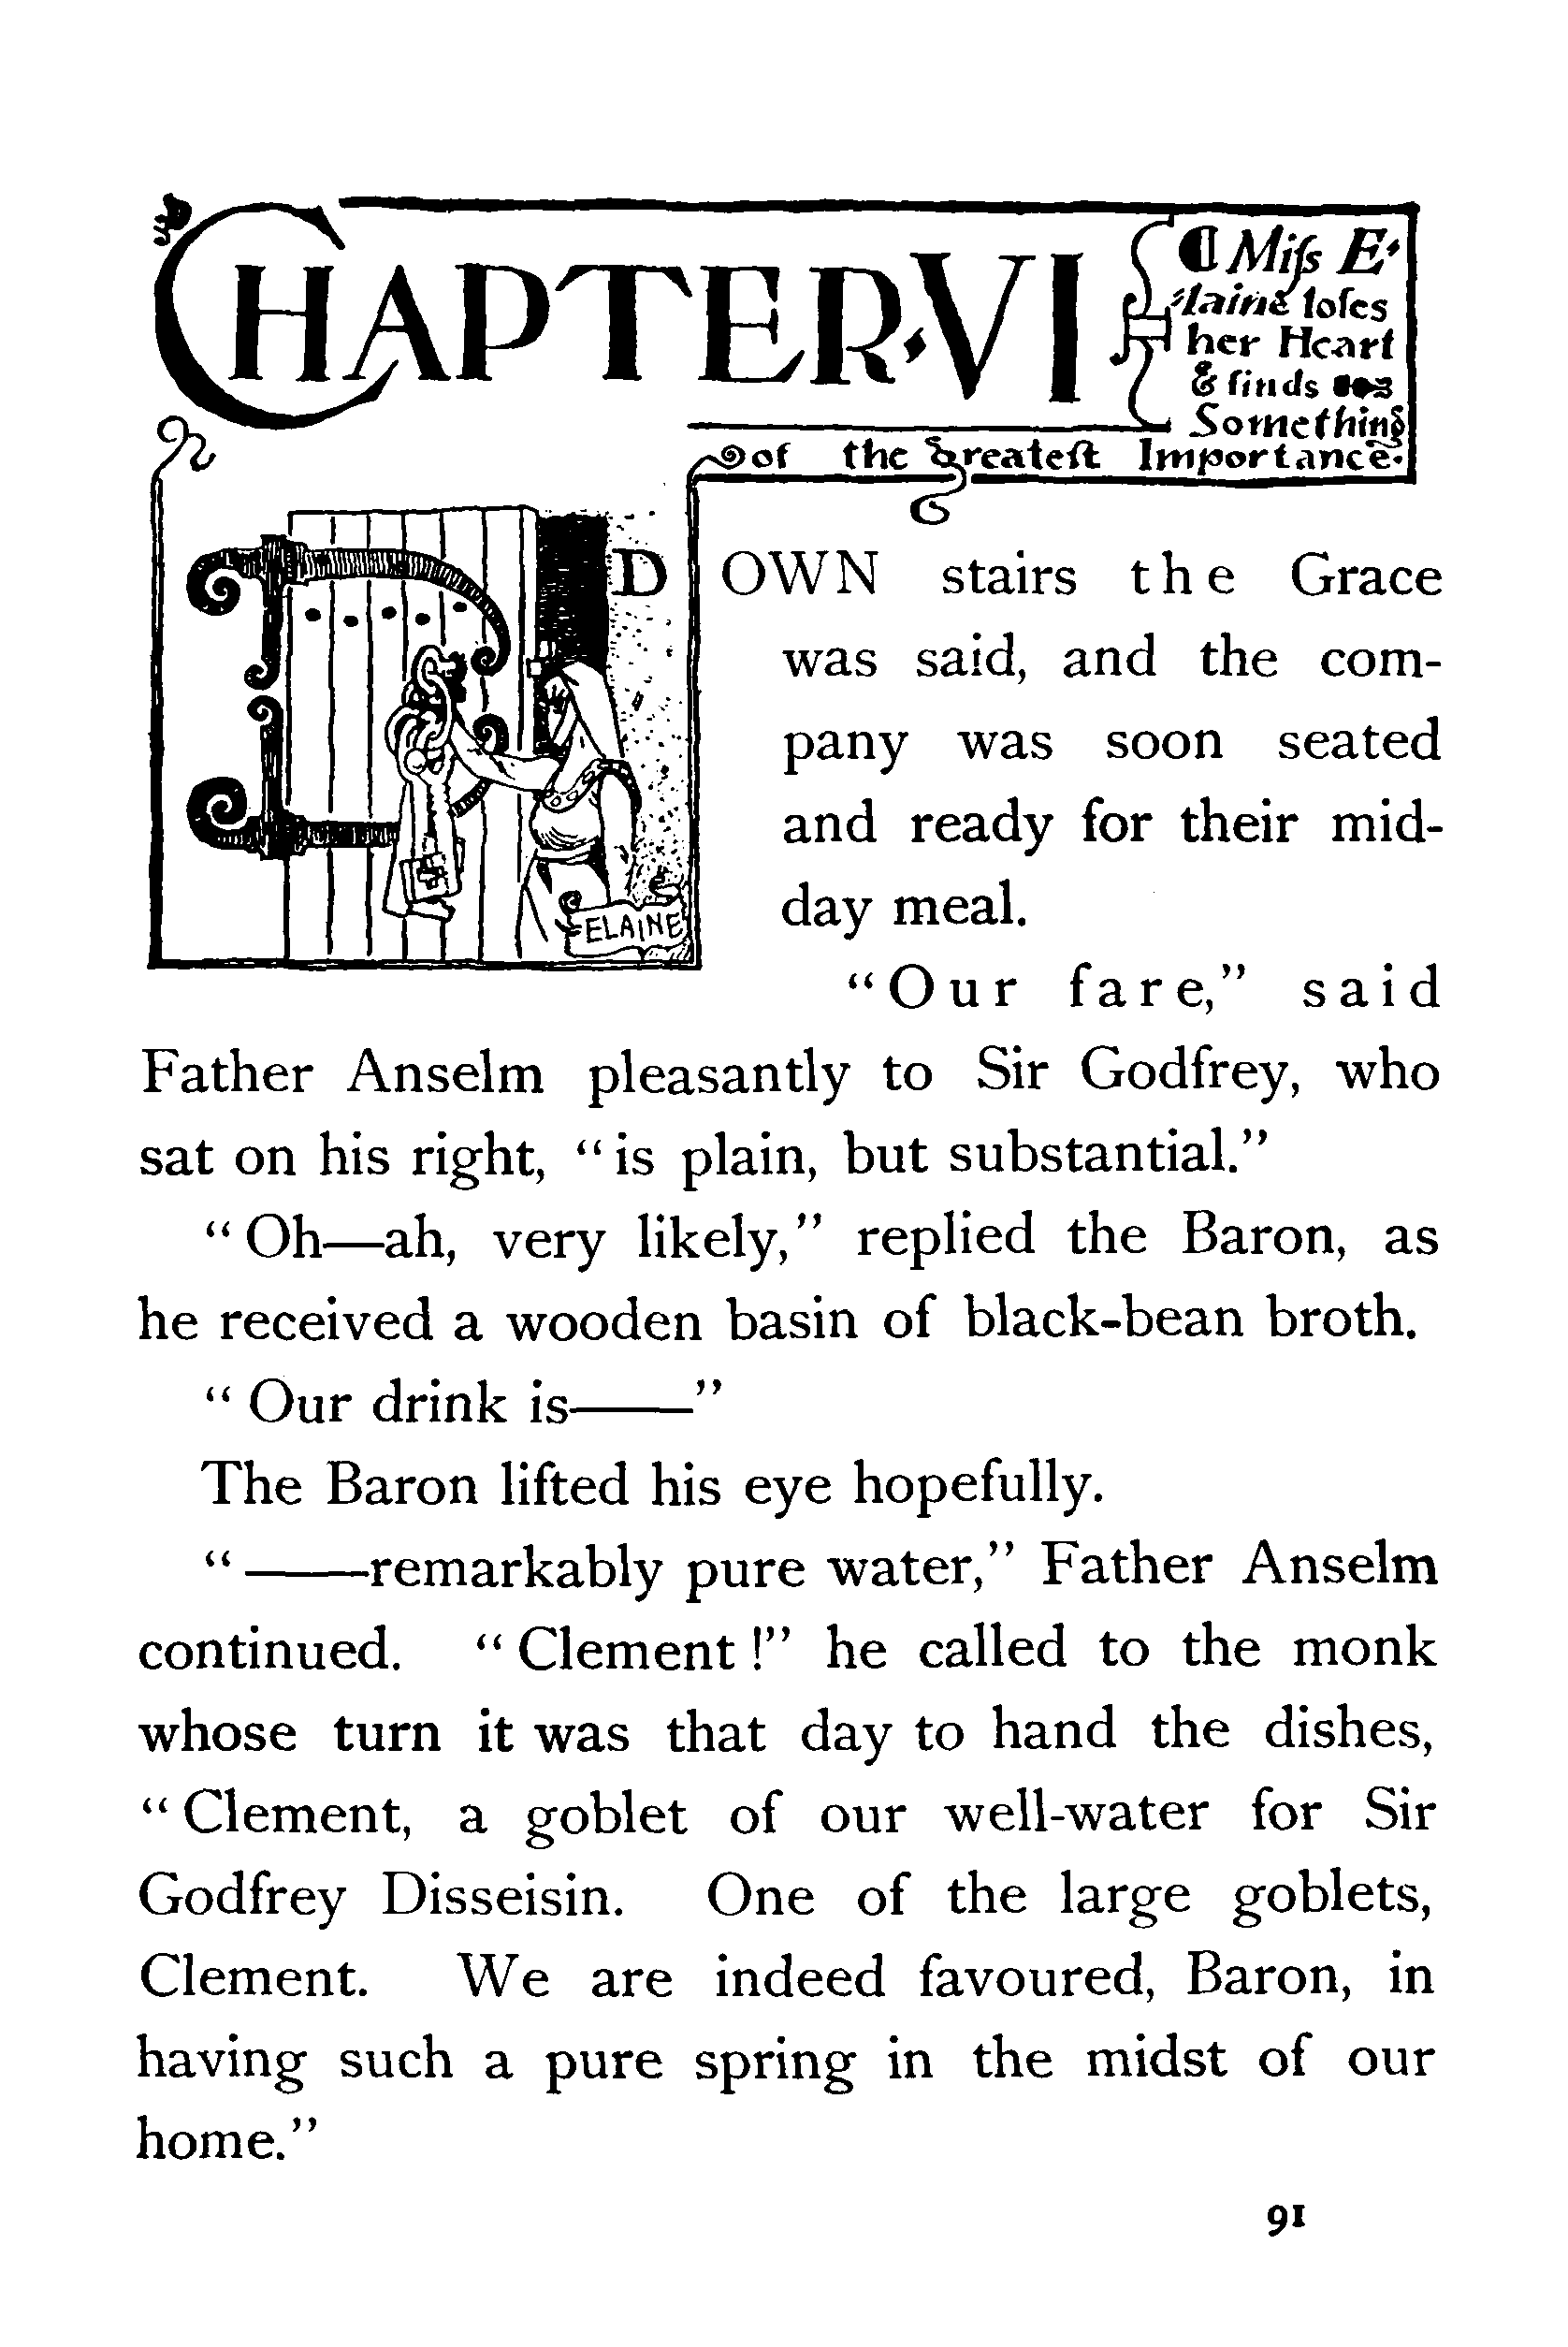 CHAPTER·VI
Miſs E-
laine loſes
her Heart
& finds
Something
of the Greateſt Importance:
D
OWN stairs the Grace
was said, and the com-
pany was soon seated
and ready for their mid-
day meal.
ELAINE
“Our fare,” said
Father Anselm pleasantly to Sir Godfrey, who
sat on his right, “is plain, but substantial.”
“Oh—ah, very likely,” replied the Baron, as
he received a wooden basin of black-bean broth.
“Our drink is——”
The Baron lifted his eye hopefully.
“——remarkably pure water,” Father Anselm
continued. “Clement!” he called to the monk
whose turn it was that day to hand the dishes,
“Clement, a goblet of our well-water for Sir
Godfrey Disseisin. One of the large goblets,
Clement. We are indeed favoured, Baron, in
having such a pure spring in the midst of our
home.”
91